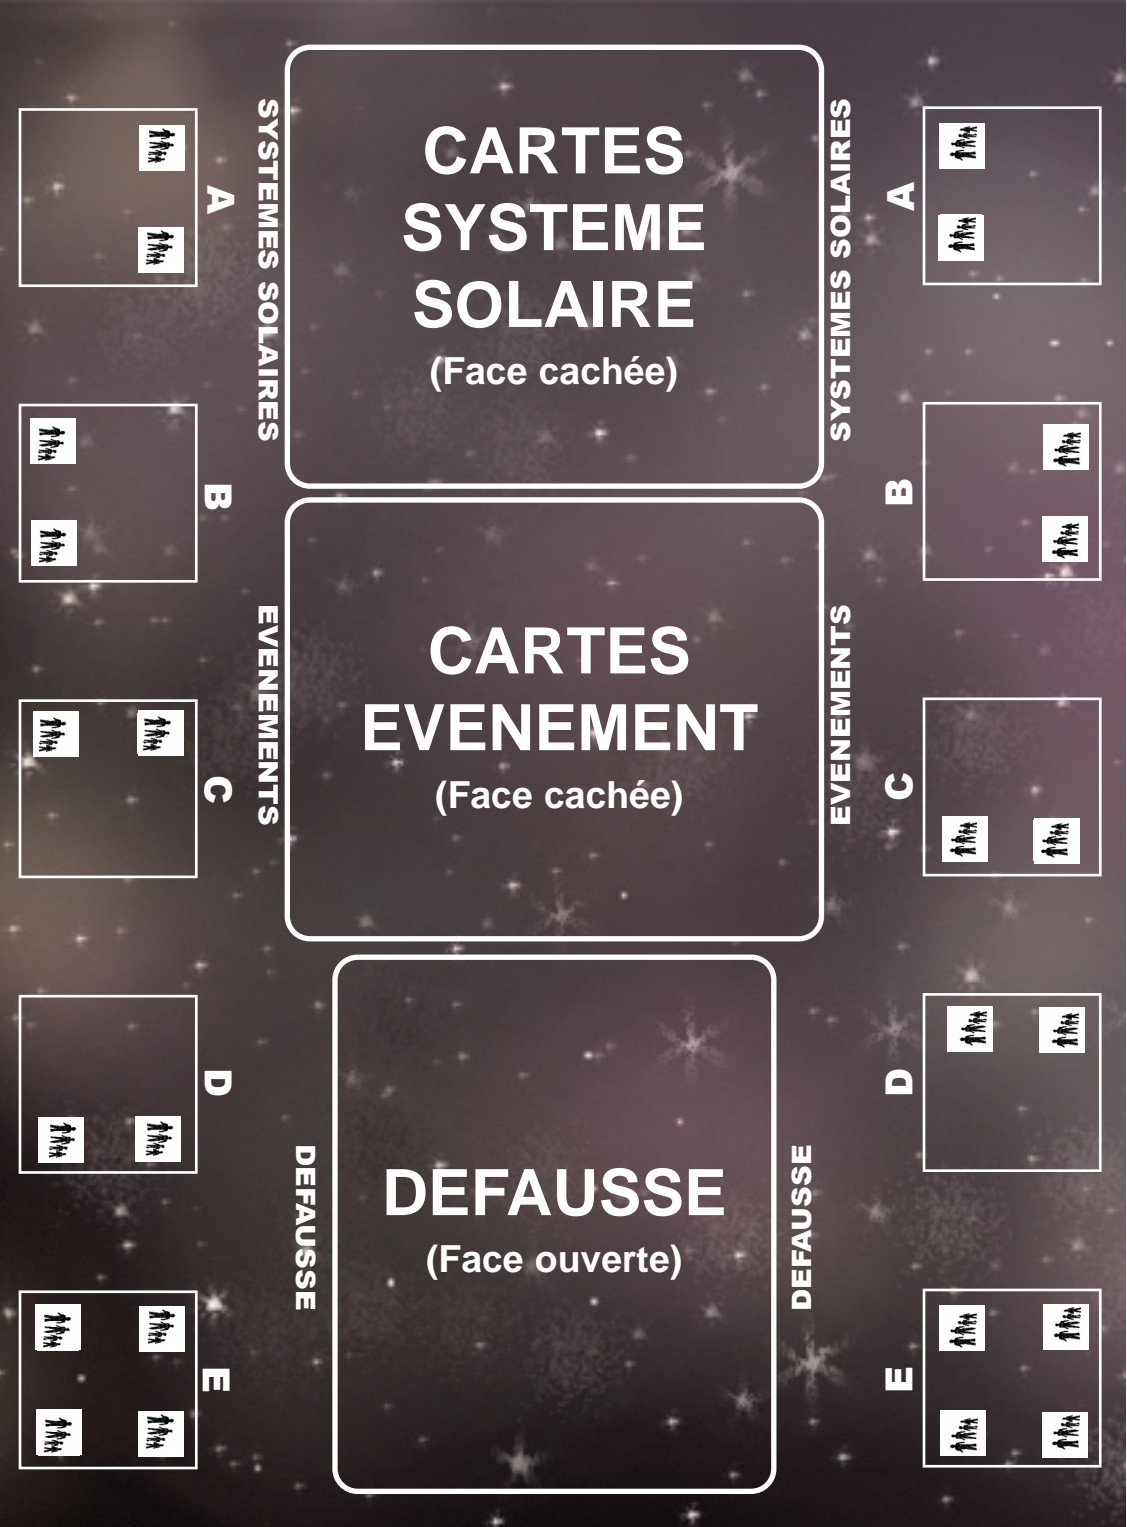 CARTES
SYSTEME
SOLAIRE
(Face cachée)
SYSTEMES SOLAIRES
SYSTEMES SOLAIRES
A
A
B
B
CARTES
EVENEMENT
(Face cachée)
EVENEMENTS
EVENEMENTS
C
C
D
D
DEFAUSSE
(Face ouverte)
DEFAUSSE
DEFAUSSE
E
E